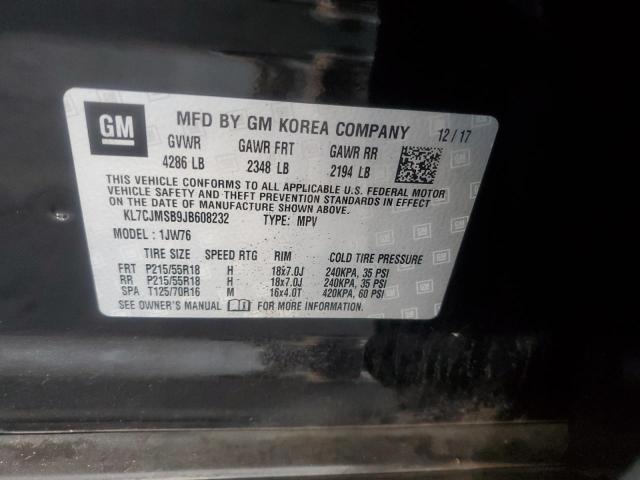 GM
MFD BY GM KOREA COMPANY 12/17
GVWR GAWR FRT GAWR RR
4286 LB 2348 LB 2194 LB
THIS VEHICLE CONFORMS TO ALL APPLICABLE U.S. FEDERAL MOTOR
VEHICLE SAFETY AND THEFT PREVENTION STANDARDS IN EFFECT
ON THE DATE OF MANUFACTURE SHOWN ABOVE.
KL7CJMSB9JB608232 TYPE: MPV
MODEL: 1JW76
TIRE SIZE SPEED RTG RIM COLD TIRE PRESSURE
FRT P215/55R18 H 18x7.0J 240KPA, 35 PSI
RR P215/55R18 H 18x7.0J 240KPA, 35 PSI
SPA T125/70R16 M 16x4.0T 420KPA, 60 PSI
SEE OWNER'S MANUAL FOR MORE INFORMATION.